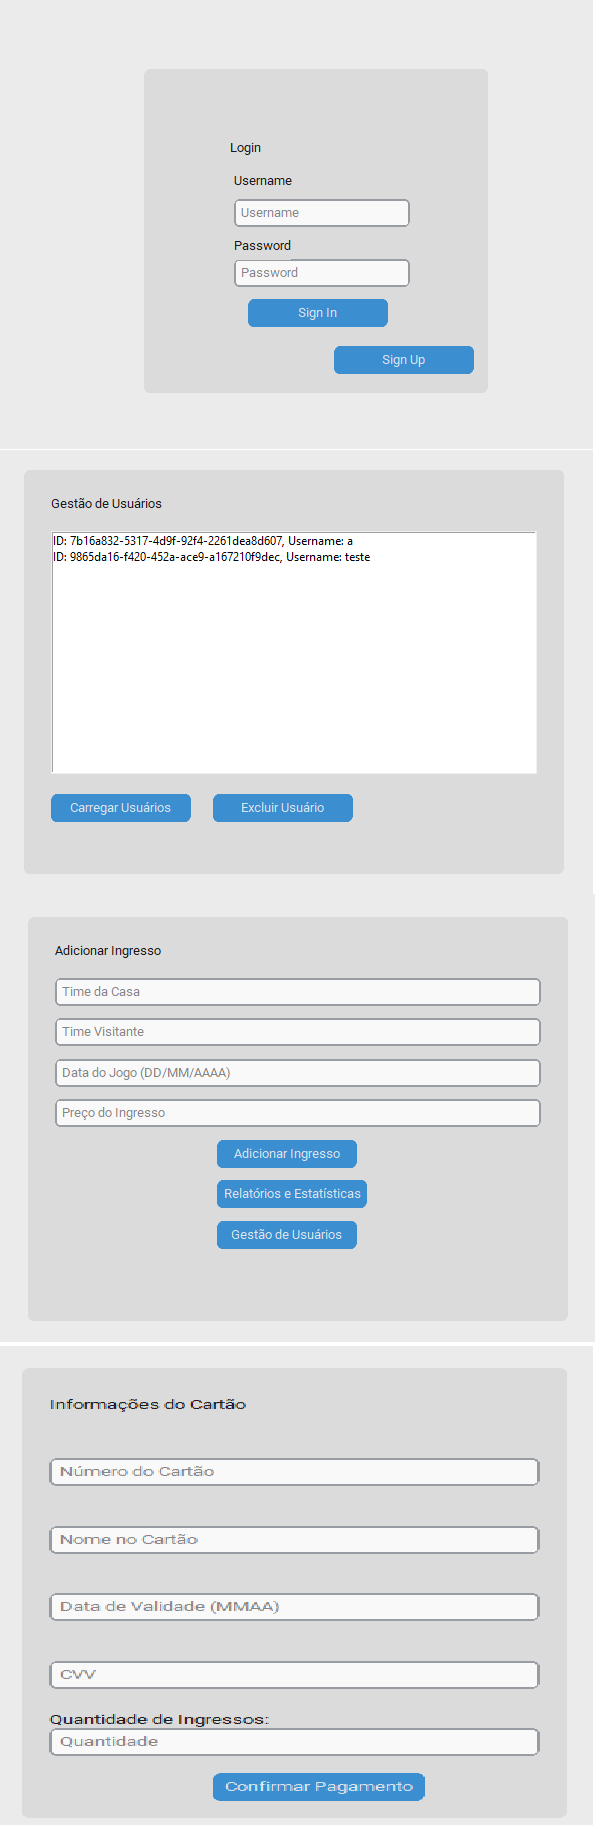 Login
Username
Username
Password
Password
Sign In
Sign Up
Gestão de Usuários
ID: 7b16a832-5317-4d9f-92f4-2261dea8d607, Username: a
ID: 9865da16-f420-452a-ace9-a167210f9dec, Username: teste
Carregar Usuários
Excluir Usuário
Adicionar Ingresso
Time da Casa
Time Visitante
Data do Jogo (DD/MM/AAAA)
Preço do Ingresso
Adicionar Ingresso
Relatórios e Estatísticas
Gestão de Usuários
Informações do Cartão
Número do Cartão
Nome no Cartão
Data de Validade (MMAA)
CVV
Quantidade de Ingressos:
Quantidade
Confirmar Pagamento